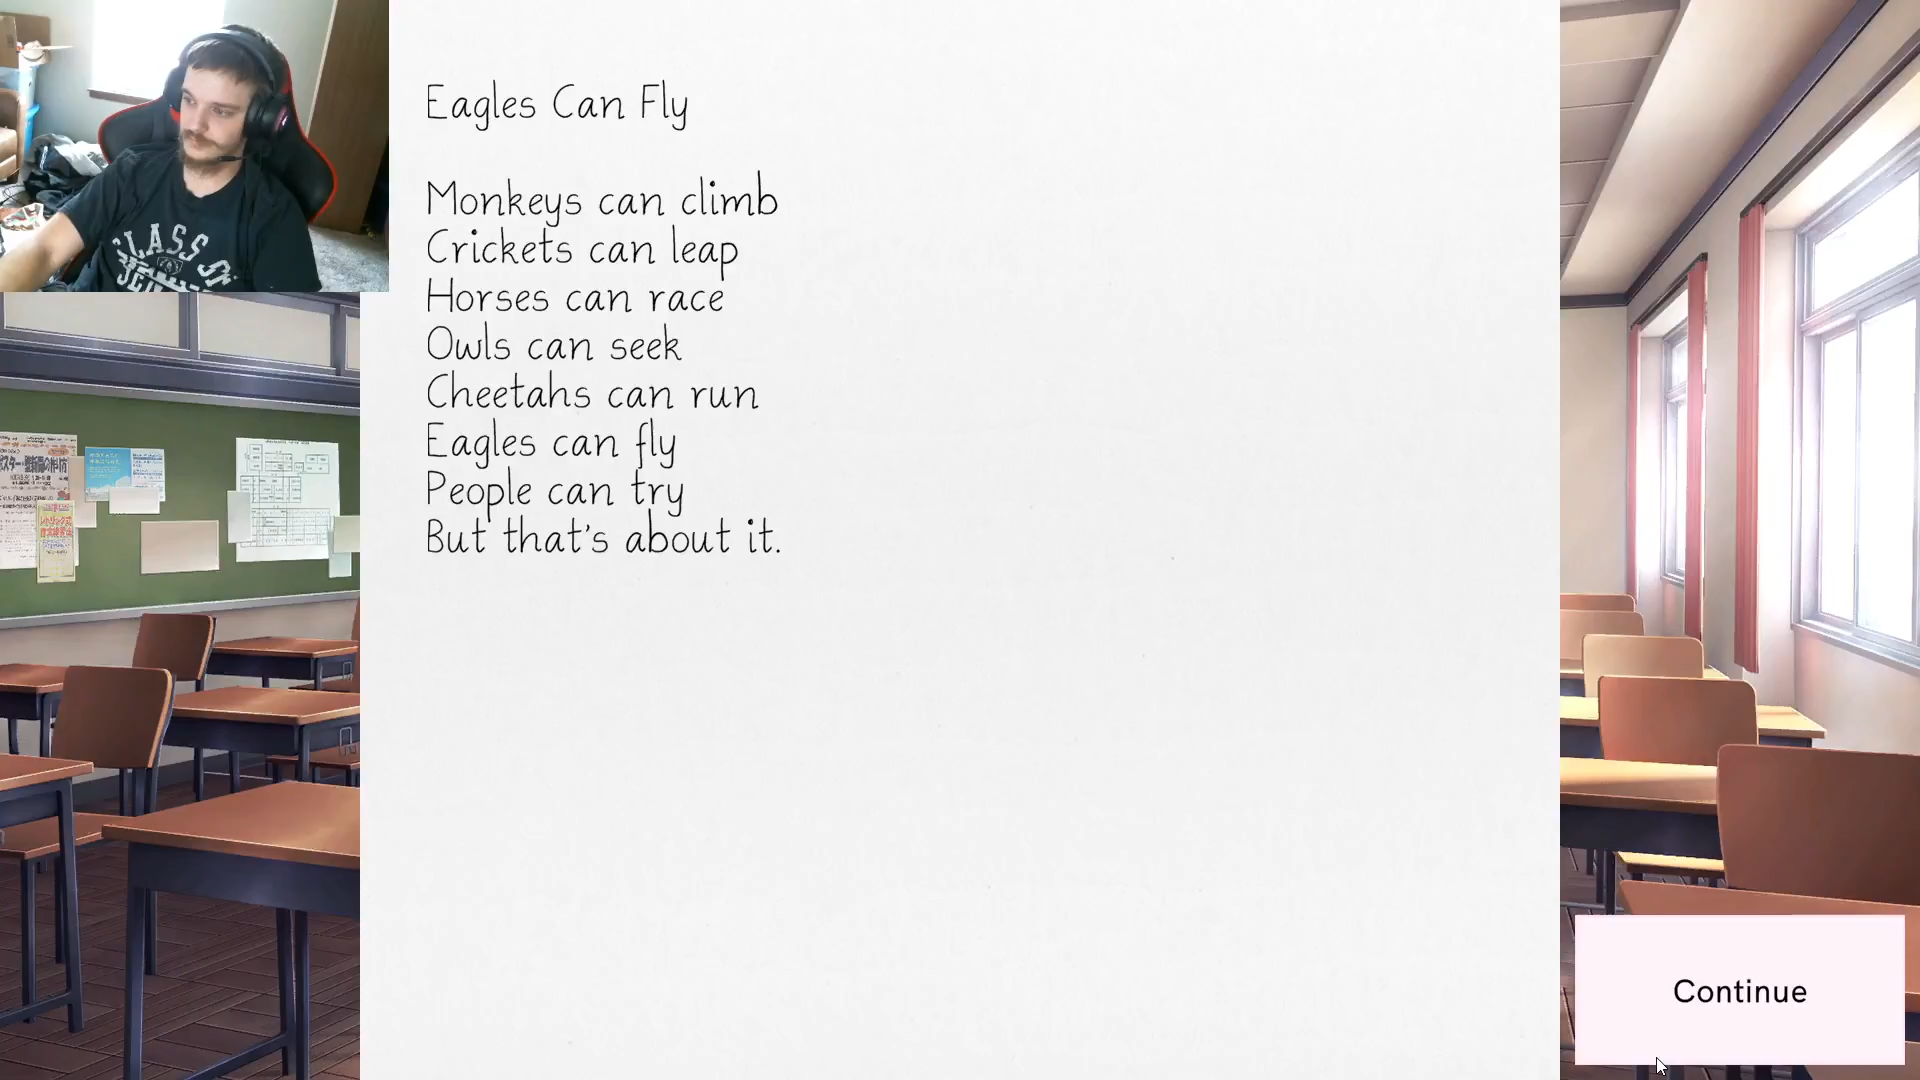 Eagles Can Fly
Monkeys can climb
Crickets can leap
Horses can race
Owls can seek
Cheetahs can run
Eagles can fly
People can try
But that's about it.
Continue